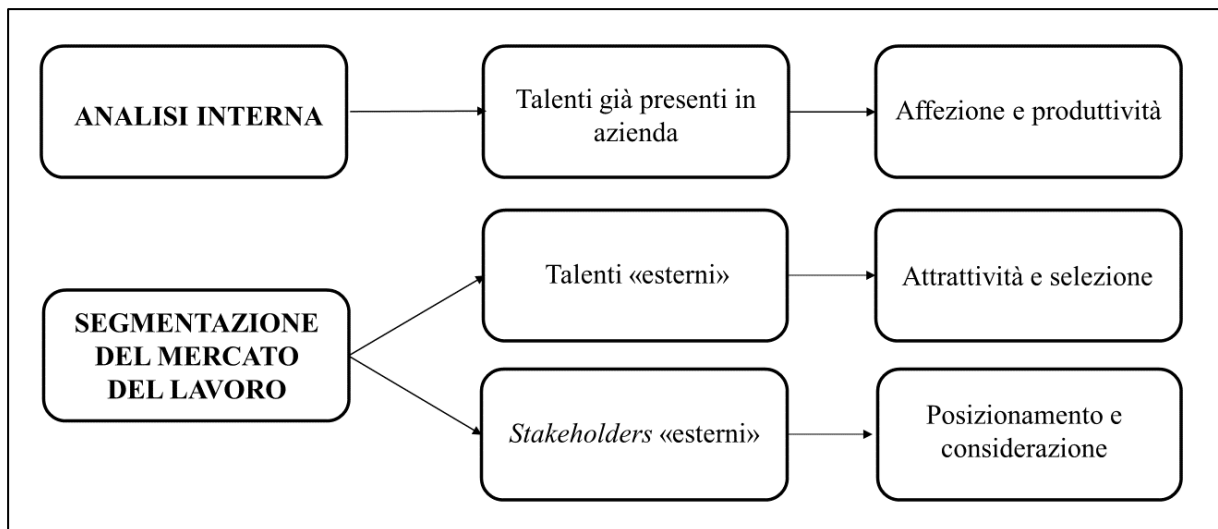 ANALISI INTERNA
Talenti già presenti in
azienda
Affezione e produttività
SEGMENTAZIONE
DEL MERCATO
DEL LAVORO
Talenti «esterni»
Attrattività e selezione
Stakeholders «esterni»
Posizionamento e
considerazione